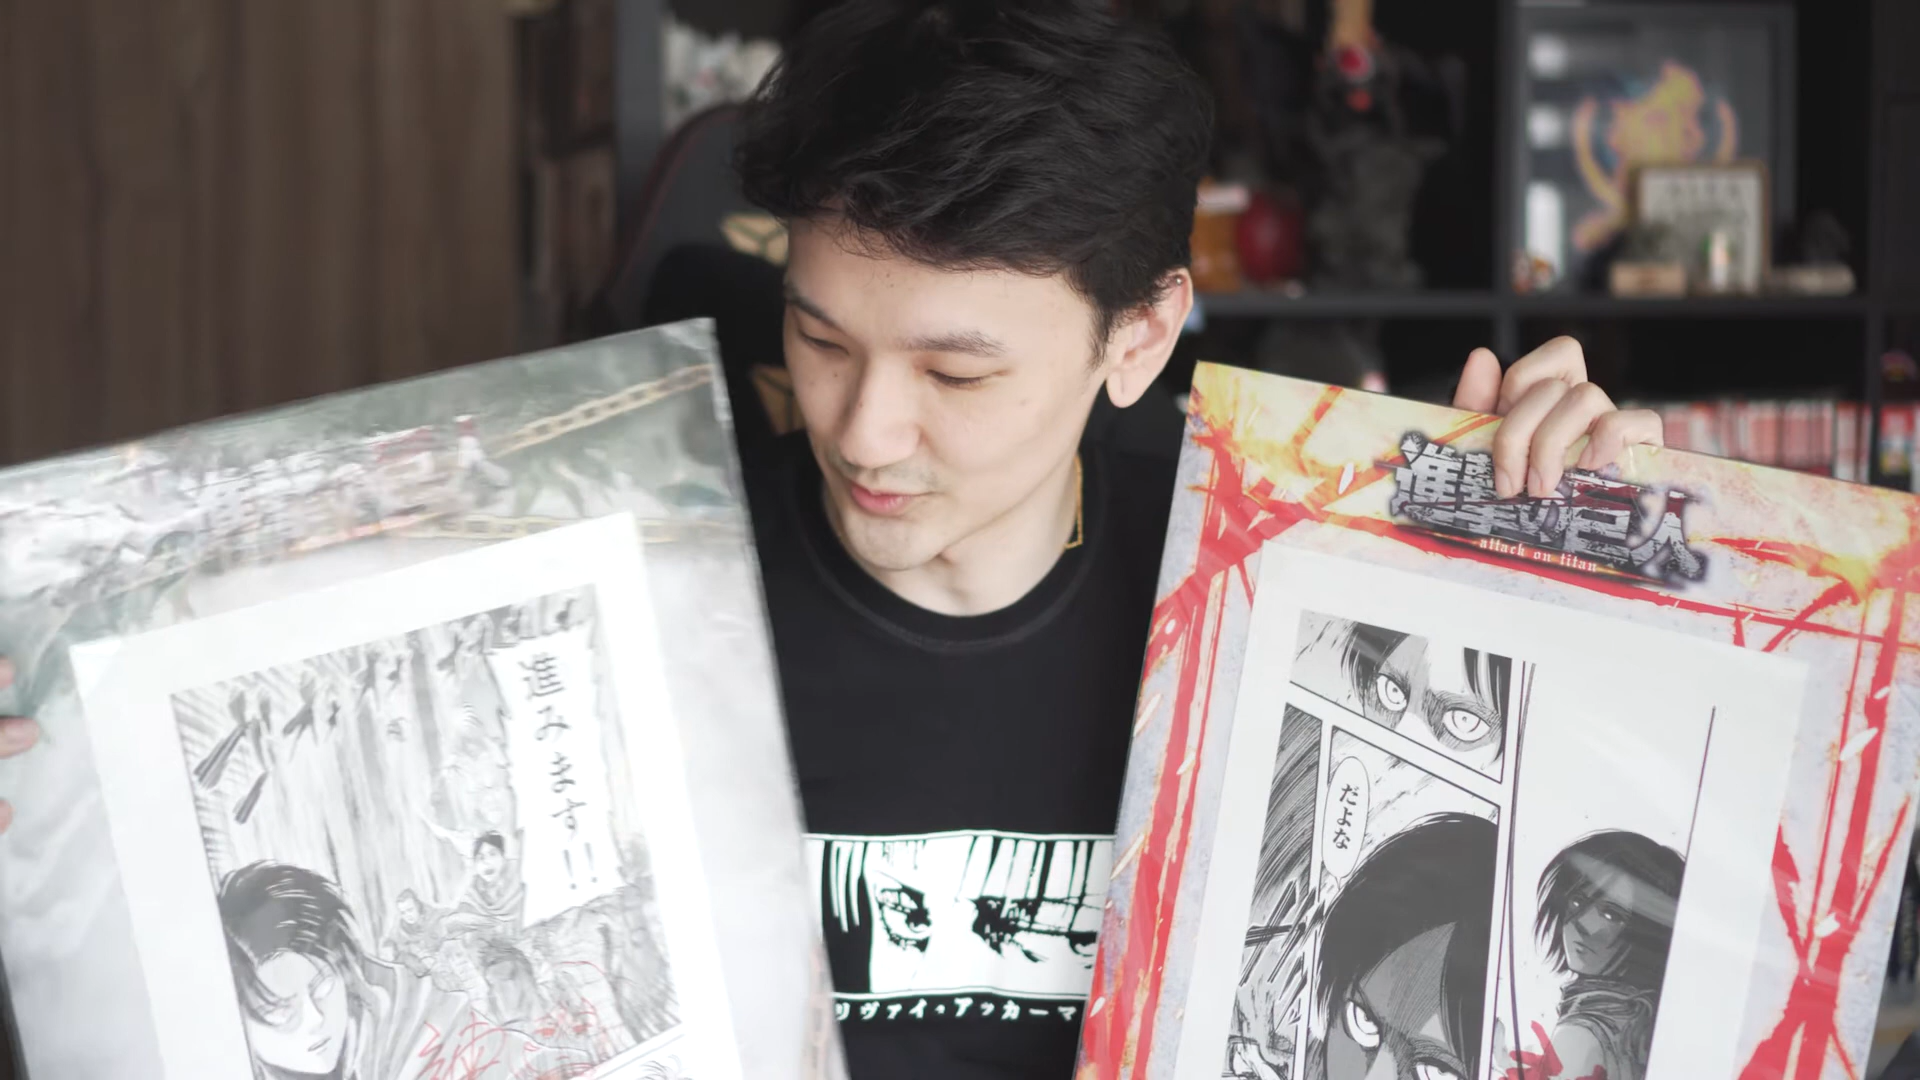 進撃の巨人
attack on titan
進みます!!
だよな
リヴァイ・アッカーマ